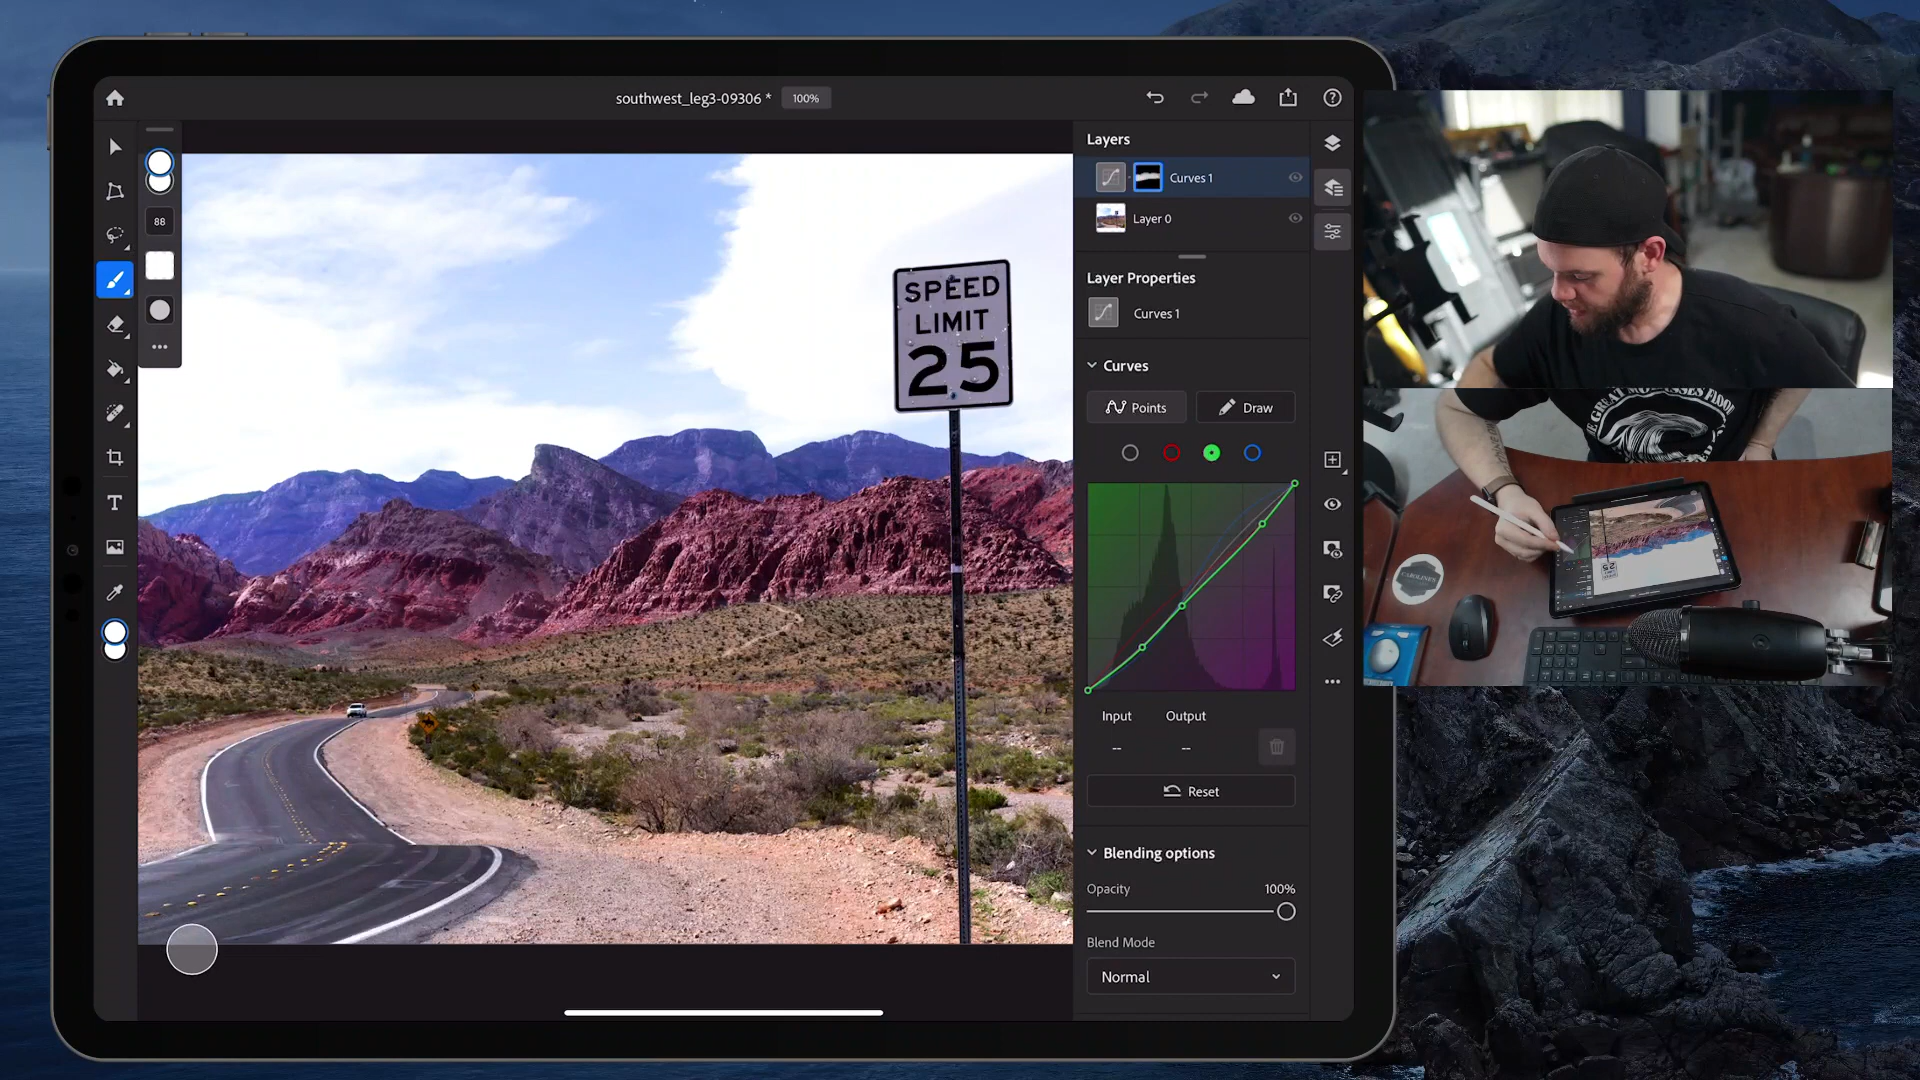 southwest_leg3-09306 *
100%
88
T
Layers
Curves 1
Layer 0
Layer Properties
Curves 1
Curves
Points
Draw
Input
Output
--
--
Reset
Blending options
Opacity
100%
Blend Mode
Normal
SPEED
LIMIT
25